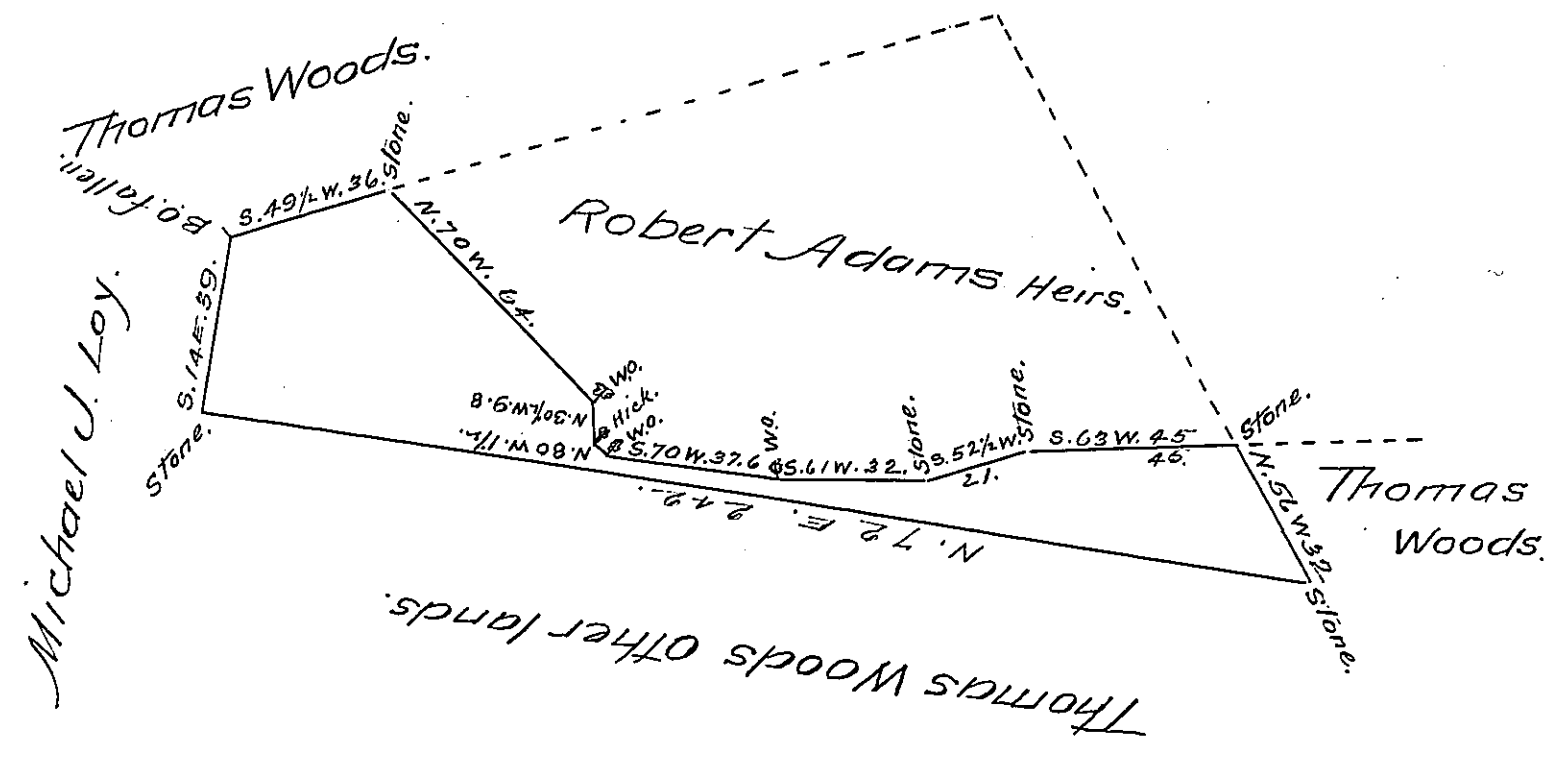 Thomas Woods.
B.O. fallen.
S. 49½ W. 36.
Stone.
N. 70 W. 64.
Robert Adams Heirs.
Michael J. Loy.
S. 14 E. 39.
Stone.
W.O.
N. 30½ W. 9.8
Hick.
N. 80 W. 
W.O.
S. 70 W. 37.6
W.O.
S. 61 W. 32.
Stone.
S. 52½ W.
21.
Stone.
S. 63 W. 45
46.
Stone.
N. 56 W 32
Stone.
Thomas
Woods.
N. 72 E. 242.
Thomas Woods other lands.